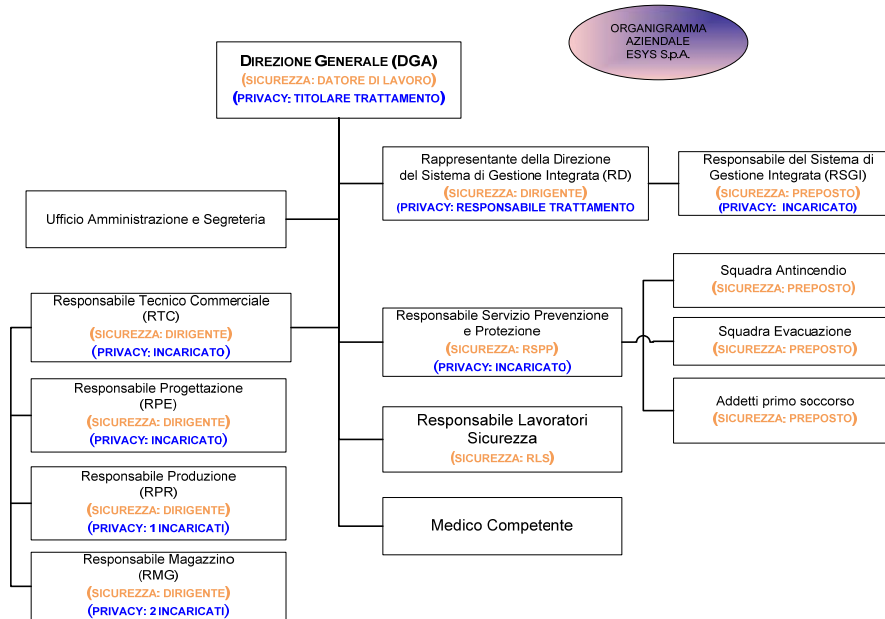 ORGANIGRAMMA
AZIENDALE
ESYS S.p.A.
DIREZIONE GENERALE (DGA)
(SICUREZZA: DATORE DI LAVORO)
(PRIVACY: TITOLARE TRATTAMENTO)
Rappresentante della Direzione
del Sistema di Gestione Integrata (RD)
(SICUREZZA: DIRIGENTE)
(PRIVACY: RESPONSABILE TRATTAMENTO
Responsabile del Sistema di
Gestione Integrata (RSGI)
(SICUREZZA: PREPOSTO)
(PRIVACY: INCARICATO)
Ufficio Amministrazione e Segreteria
Responsabile Tecnico Commerciale
(RTC)
(SICUREZZA: DIRIGENTE)
(PRIVACY: INCARICATO)
Responsabile Progettazione
(RPE)
(SICUREZZA: DIRIGENTE)
(PRIVACY: INCARICATO)
Responsabile Produzione
(RPR)
(SICUREZZA: DIRIGENTE)
(PRIVACY: 1 INCARICATI)
Responsabile Magazzino
(RMG)
(SICUREZZA: DIRIGENTE)
(PRIVACY: 2 INCARICATI)
Responsabile Servizio Prevenzione
e Protezione
(SICUREZZA: RSPP)
(PRIVACY: INCARICATO)
Squadra Antincendio
(SICUREZZA: PREPOSTO)
Squadra Evacuazione
(SICUREZZA: PREPOSTO)
Addetti primo soccorso
(SICUREZZA: PREPOSTO)
Responsabile Lavoratori
Sicurezza
(SICUREZZA: RLS)
Medico Competente